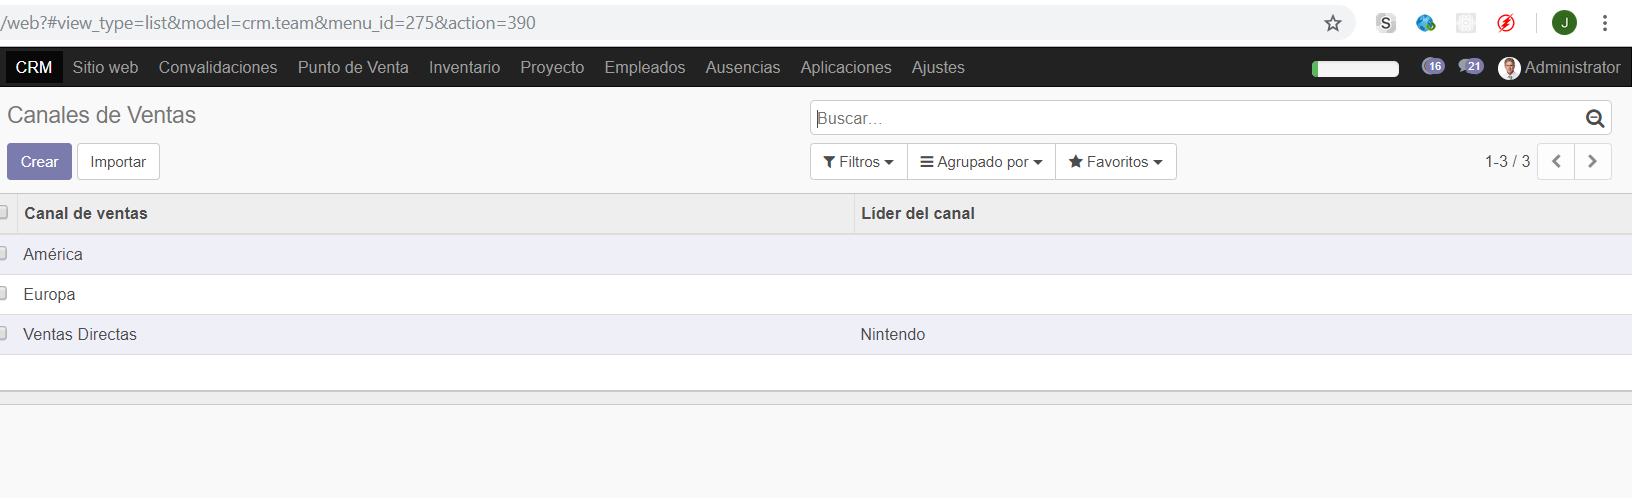 /web?#view_type=list&model=crm.team&menu_id=275&action=390
S
J
CRM Sitio web Convalidaciones Punto de Venta Inventario Proyecto Empleados Ausencias Aplicaciones Ajustes 16 21 Administrator
Canales de Ventas
Buscar...
Crear Importar
Filtros Agrupado por Favoritos 1-3 / 3
Canal de ventas Líder del canal
América
Europa
Ventas Directas Nintendo